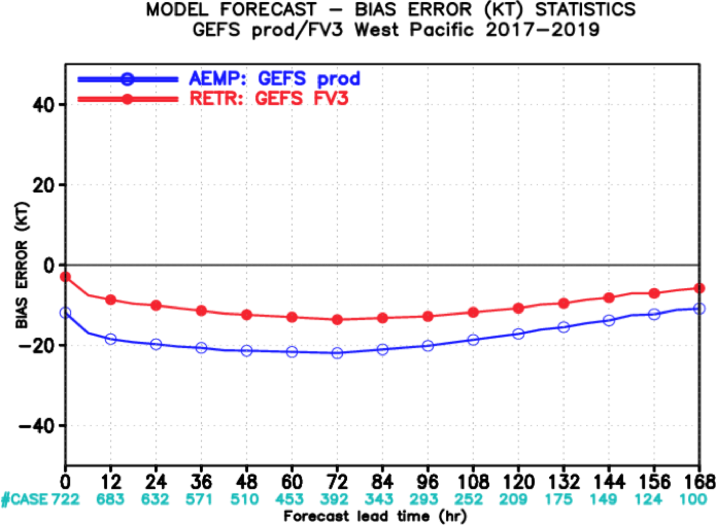 MODEL FORECAST − BIAS ERROR (KT) STATISTICS
GEFS prod/FV3 West Pacific 2017−2019
AEMP: GEFS prod
RETR: GEFS FV3
BIAS ERROR (KT)
40
20
0
−20
−40
0 12 24 36 48 60 72 84 96 108 120 132 144 156 168
#CASE 722 683 632 571 510 453 392 343 293 252 209 175 149 124 100
Forecast lead time (hr)